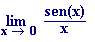 lim sen(x)
x → 0 x